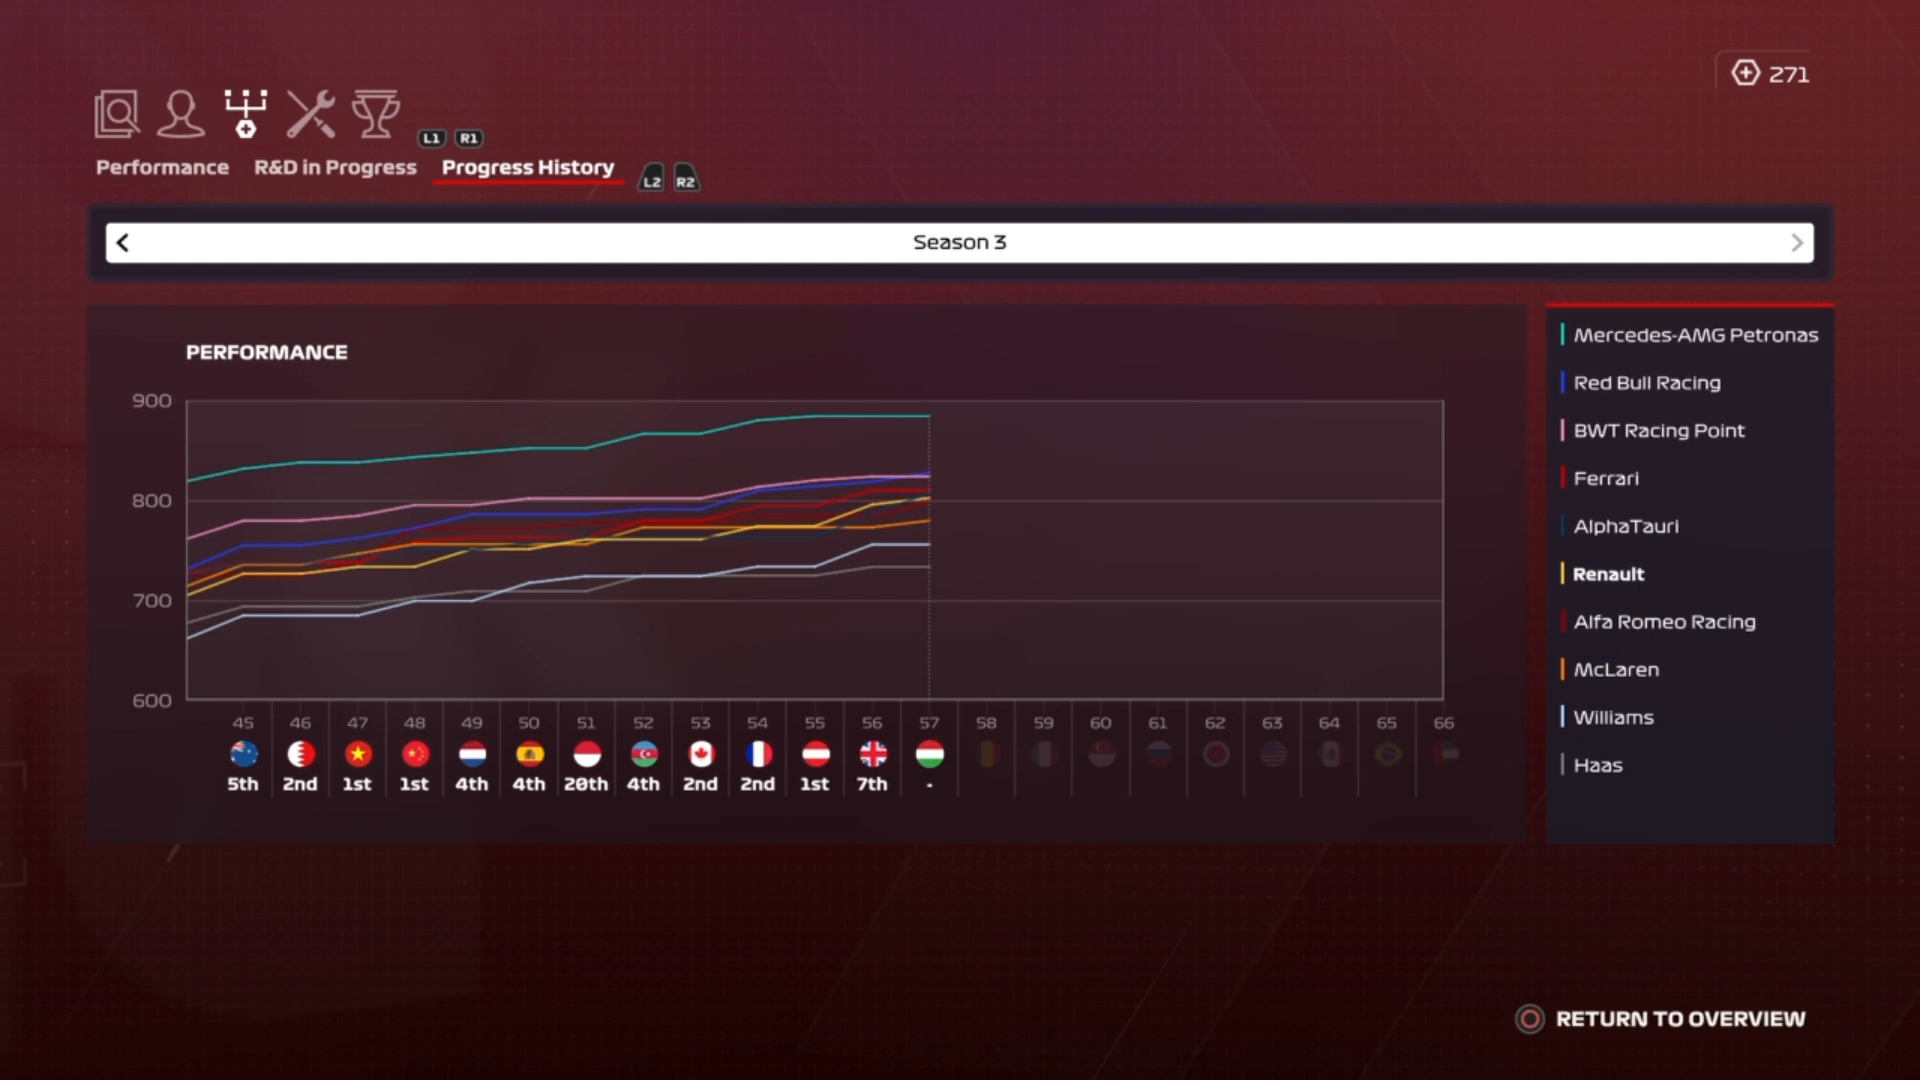 271
L1 R1
Performance R&D in Progress Progress History L2 R2
Season 3
PERFORMANCE
900
800
700
600
45 46 47 48 49 50 51 52 53 54 55 56 57 58 59 60 61 62 63 64 65 66
5th 2nd 1st 1st 4th 4th 20th 4th 2nd 2nd 1st 7th -
Mercedes-AMG Petronas
Red Bull Racing
BWT Racing Point
Ferrari
AlphaTauri
Renault
Alfa Romeo Racing
McLaren
Williams
Haas
RETURN TO OVERVIEW